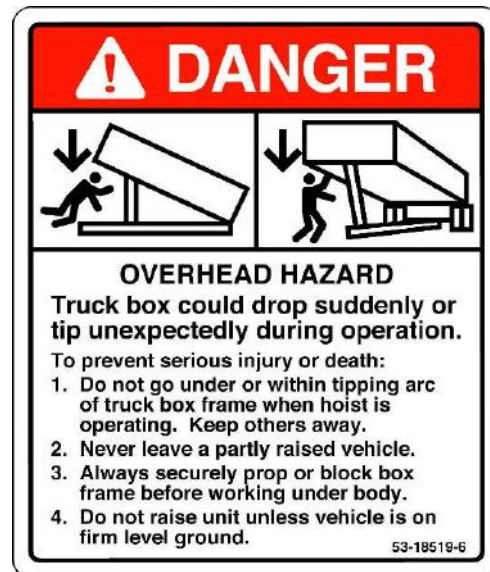 DANGER
OVERHEAD HAZARD
Truck box could drop suddenly or
tip unexpectedly during operation.
To prevent serious injury or death:
1. Do not go under or within tipping arc
of truck box frame when hoist is
operating. Keep others away.
2. Never leave a partly raised vehicle.
3. Always securely prop or block box
frame before working under body.
4. Do not raise unit unless vehicle is on
firm level ground.
53-18519-6